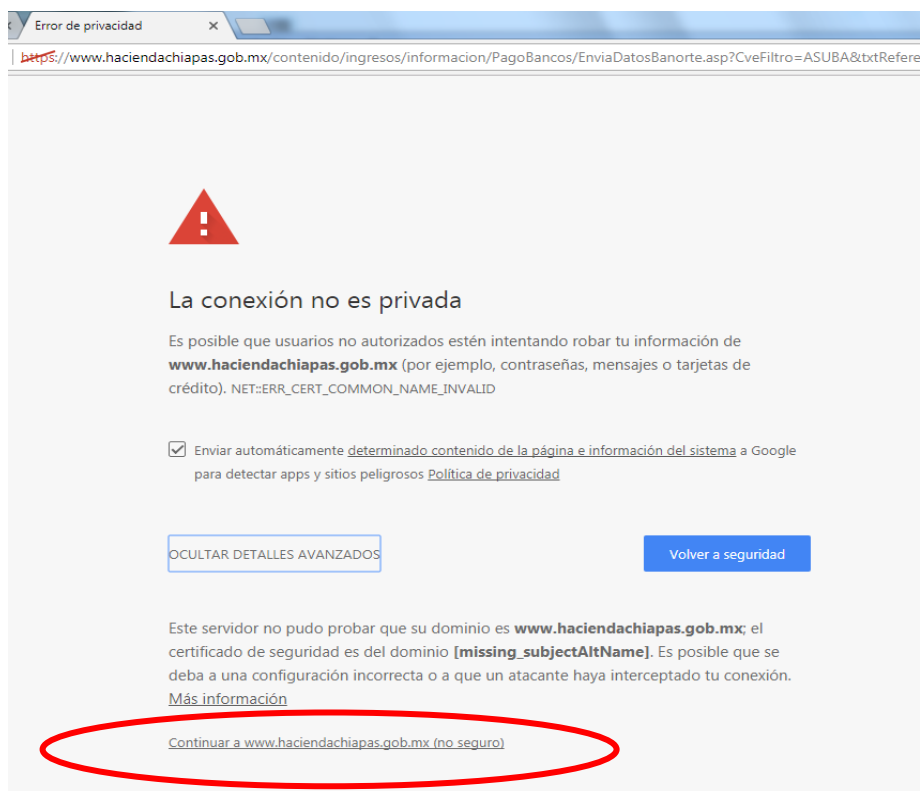 Error de privacidad
https://www.haciendachiapas.gob.mx/contenido/ingresos/informacion/PagoBancos/EnviaDatosBanorte.asp?CveFiltro=ASUBA&txtRefere
La conexión no es privada
Es posible que usuarios no autorizados estén intentando robar tu información de
www.haciendachiapas.gob.mx (por ejemplo, contraseñas, mensajes o tarjetas de
crédito). NET::ERR_CERT_COMMON_NAME_INVALID
Enviar automáticamente determinado contenido de la página e información del sistema a Google
para detectar apps y sitios peligrosos Política de privacidad
OCULTAR DETALLES AVANZADOS
Volver a seguridad
Este servidor no pudo probar que su dominio es www.haciendachiapas.gob.mx; el
certificado de seguridad es del dominio [missing_subjectAltName]. Es posible que se
deba a una configuración incorrecta o a que un atacante haya interceptado tu conexión.
Más información
Continuar a www.haciendachiapas.gob.mx (no seguro)